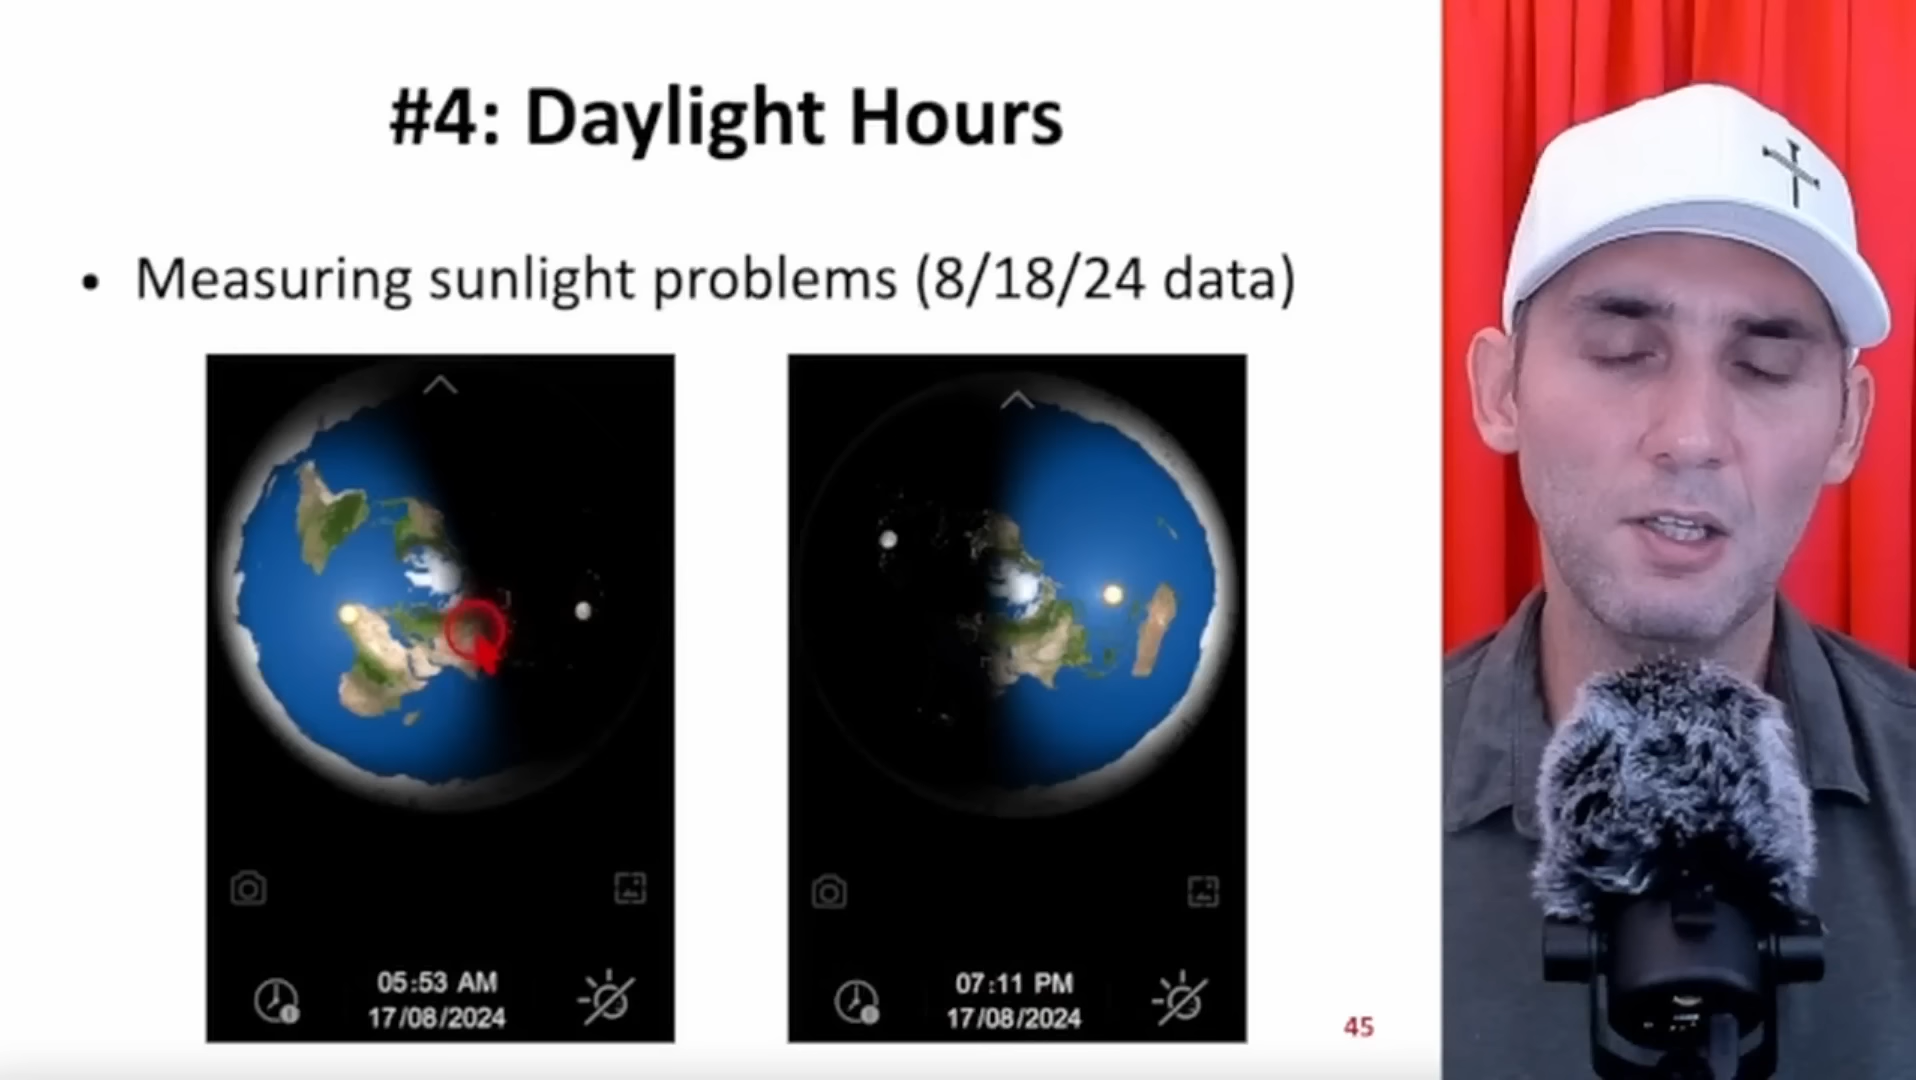 #4: Daylight Hours
• Measuring sunlight problems (8/18/24 data)
05:53 AM
17/08/2024
07:11 PM
17/08/2024
45